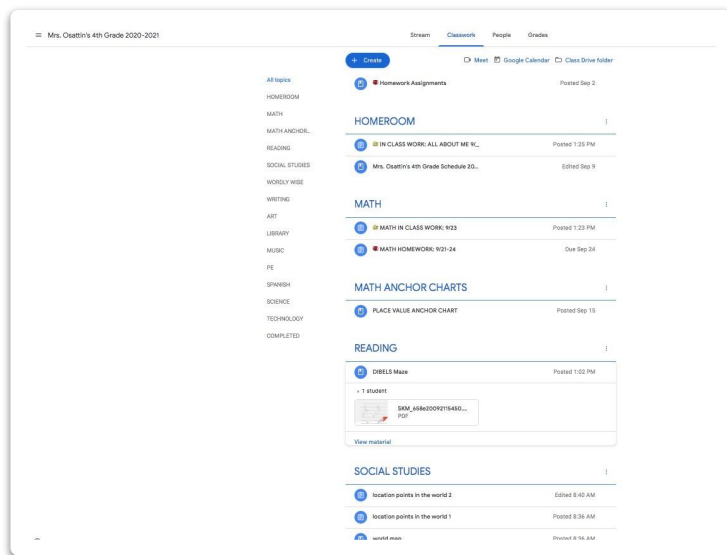 Mrs. Osattin's 4th Grade 2020-2021
Stream Classwork People Grades
+ Create
Meet Google Calendar Class Drive folder
All topics
HOMEROOM
MATH
MATH ANCHOR...
READING
SOCIAL STUDIES
WORDLY WISE
WRITING
ART
LIBRARY
MUSIC
PE
SPANISH
SCIENCE
TECHNOLOGY
COMPLETED
Homework Assignments Posted Sep 2
HOMEROOM
IN CLASS WORK: ALL ABOUT ME 9/... Posted 1:25 PM
Mrs. Osattin's 4th Grade Schedule 20... Edited Sep 9
MATH
MATH IN CLASS WORK: 9/23 Posted 1:23 PM
MATH HOMEWORK: 9/21-24 Due Sep 24
MATH ANCHOR CHARTS
PLACE VALUE ANCHOR CHART Posted Sep 15
READING
DIBELS Maze Posted 1:02 PM
1 student
SKM_658e20092115450....
PDF
View material
SOCIAL STUDIES
location points in the world 2 Edited 8:40 AM
location points in the world 1 Posted 8:36 AM
world map Posted 8:36 AM